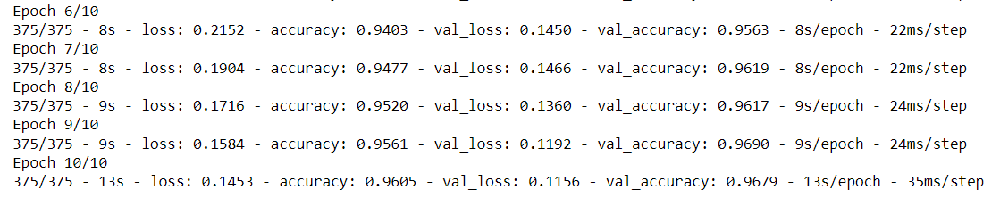 Epoch 6/10
375/375 - 8s - loss: 0.2152 - accuracy: 0.9403 - val_loss: 0.1450 - val_accuracy: 0.9563 - 8s/epoch - 22ms/step
Epoch 7/10
375/375 - 8s - loss: 0.1904 - accuracy: 0.9477 - val_loss: 0.1466 - val_accuracy: 0.9619 - 8s/epoch - 22ms/step
Epoch 8/10
375/375 - 9s - loss: 0.1716 - accuracy: 0.9520 - val_loss: 0.1360 - val_accuracy: 0.9617 - 9s/epoch - 24ms/step
Epoch 9/10
375/375 - 9s - loss: 0.1584 - accuracy: 0.9561 - val_loss: 0.1192 - val_accuracy: 0.9690 - 9s/epoch - 24ms/step
Epoch 10/10
375/375 - 13s - loss: 0.1453 - accuracy: 0.9605 - val_loss: 0.1156 - val_accuracy: 0.9679 - 13s/epoch - 35ms/step